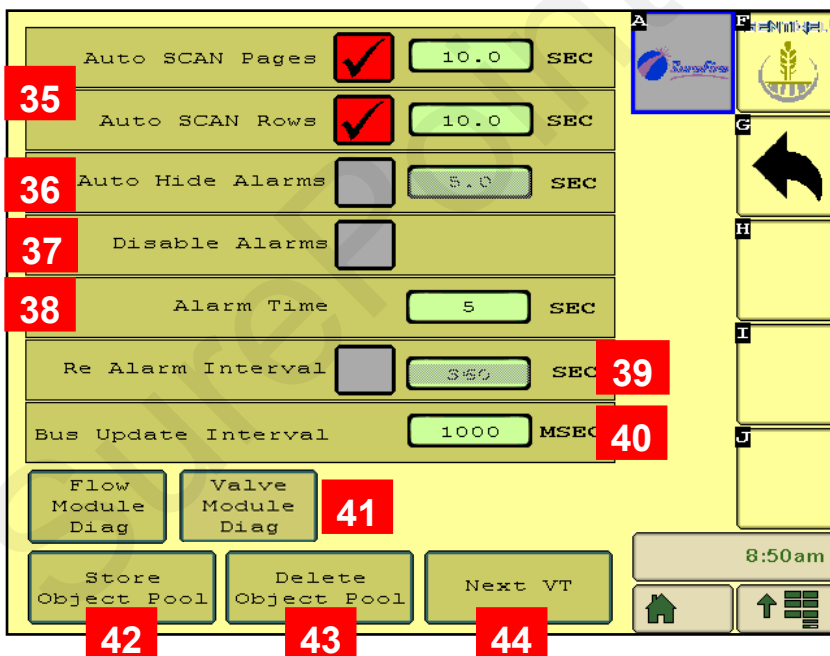 Auto SCAN Pages 10.0 SEC
35
Auto SCAN Rows 10.0 SEC
36 Auto Hide Alarms 5.0 SEC
37 Disable Alarms
38 Alarm Time 5 SEC
Re Alarm Interval 360 SEC 39
Bus Update Interval 1000 MSEC 40
Flow Module Diag
Valve Module Diag
41
Store Object Pool
Delete Object Pool
Next VT
42
43
44
A
SureFire
F
SENTINEL
G
H
I
J
8:50am
SurePoint